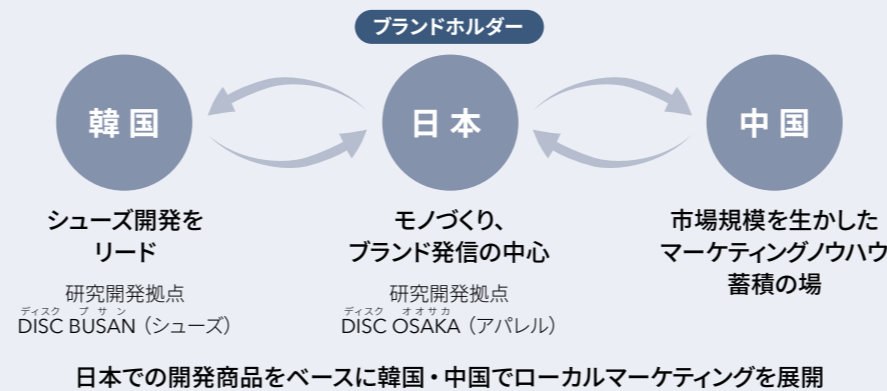 ブランドホルダー
韓国
日本
中国
シューズ開発を
リード
研究開発拠点
ディスク プサン
DISC BUSAN（シューズ）
モノづくり、
ブランド発信の中心
研究開発拠点
ディスク オオサカ
DISC OSAKA（アパレル）
市場規模を生かした
マーケティングノウハウ
蓄積の場
日本での開発商品をベースに韓国・中国でローカルマーケティングを展開